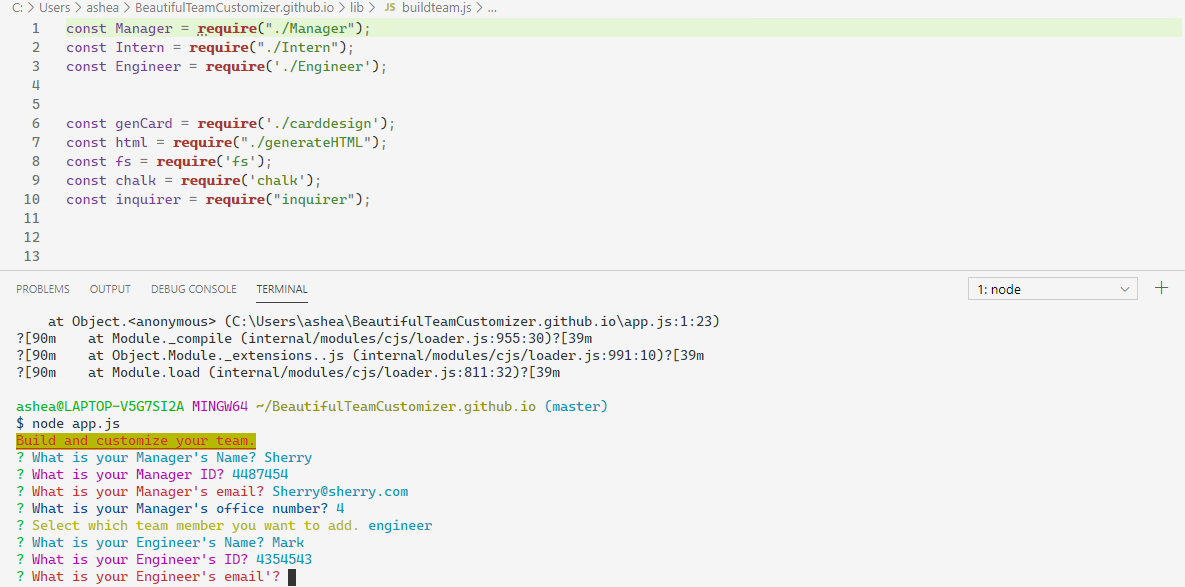 C: > Users > ashea > BeautifulTeamCustomizer.github.io > lib > JS buildteam.js > ...
1 const Manager = require("./Manager");
2 const Intern = require("./Intern");
3 const Engineer = require('./Engineer');
4
5
6 const genCard = require('./carddesign');
7 const html = require("./generateHTML");
8 const fs = require('fs');
9 const chalk = require('chalk');
10 const inquirer = require("inquirer");
11
12
13
PROBLEMS OUTPUT DEBUG CONSOLE TERMINAL 1: node
at Object.<anonymous> (C:\Users\ashea\BeautifulTeamCustomizer.github.io\app.js:1:23)
?[90m    at Module._compile (internal/modules/cjs/loader.js:955:30)?[39m
?[90m    at Object.Module._extensions..js (internal/modules/cjs/loader.js:991:10)?[39m
?[90m    at Module.load (internal/modules/cjs/loader.js:811:32)?[39m
ashea@LAPTOP-V5G7SI2A MINGW64 ~/BeautifulTeamCustomizer.github.io (master)
$ node app.js
Build and customize your team.
? What is your Manager's Name? Sherry
? What is your Manager ID? 4487454
? What is your Manager's email? Sherry@sherry.com
? What is your Manager's office number? 4
? Select which team member you want to add. engineer
? What is your Engineer's Name? Mark
? What is your Engineer's ID? 4354543
? What is your Engineer's email'?